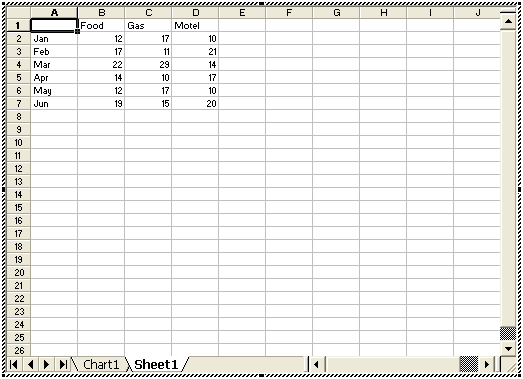 A B C D E F G H I J
1 Food Gas Motel
2 Jan 12 17 10
3 Feb 17 11 21
4 Mar 22 29 14
5 Apr 14 10 17
6 May 12 17 10
7 Jun 19 15 20
8
9
10
11
12
13
14
15
16
17
18
19
20
21
22
23
24
25
26
Chart1 Sheet1